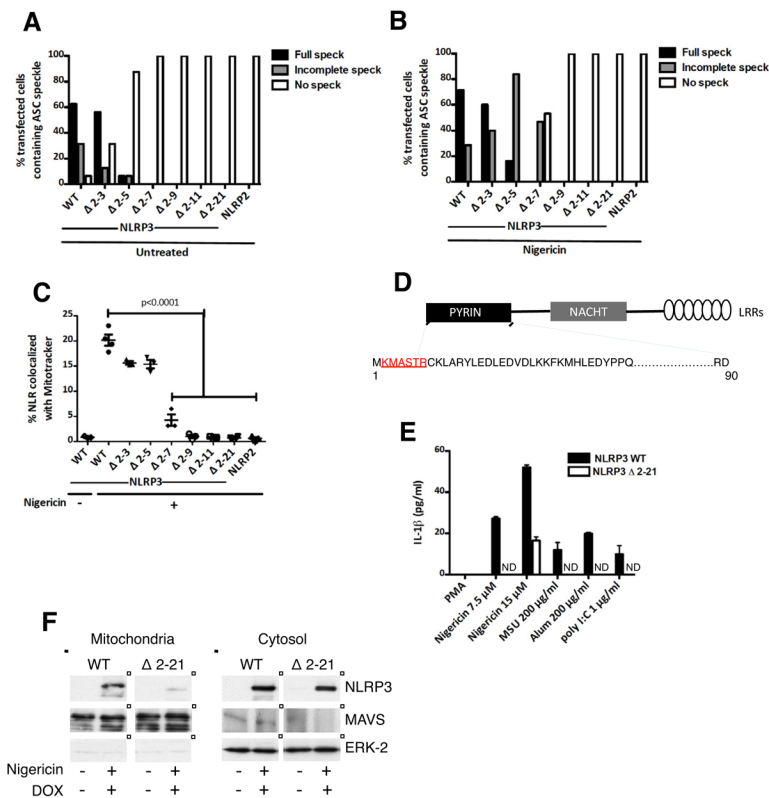 A
% transfected cells
containing ASC speckle
100
80
60
40
20
0
Full speck
Incomplete speck
No speck
WT
Δ 2-3
Δ 2-5
Δ 2-7
Δ 2-9
Δ 2-11
Δ 2-21
NLRP2
NLRP3
Untreated
B
% transfected cells
containing ASC speckle
100
80
60
40
20
0
Full speck
Incomplete speck
No speck
WT
Δ 2-3
Δ 2-5
Δ 2-7
Δ 2-9
Δ 2-11
Δ 2-21
NLRP2
NLRP3
Nigericin
C
% NLR colocalized
with Mitotracker
25
20
15
10
5
0
p<0.0001
WT
WT
Δ 2-3
Δ 2-5
Δ 2-7
Δ 2-9
Δ 2-11
Δ 2-21
NLRP2
NLRP3
Nigericin - +
D
PYRIN NACHT LRRs
MKMASTRCKLARYLEDLEDVDLKKFKMHLEDYPPQ......................RD
1 90
E
NLRP3 WT
NLRP3 Δ 2-21
IL-1β (pg/ml)
60
40
20
0
ND ND ND ND
PMA
Nigericin 7.5 µM
Nigericin 15 µM
MSU 200 µg/ml
Alum 200 µg/ml
poly I:C 1 µg/ml
F
Mitochondria Cytosol
WT Δ 2-21 WT Δ 2-21
NLRP3
MAVS
ERK-2
Nigericin - + - + - + - +
DOX - + - + - + - +